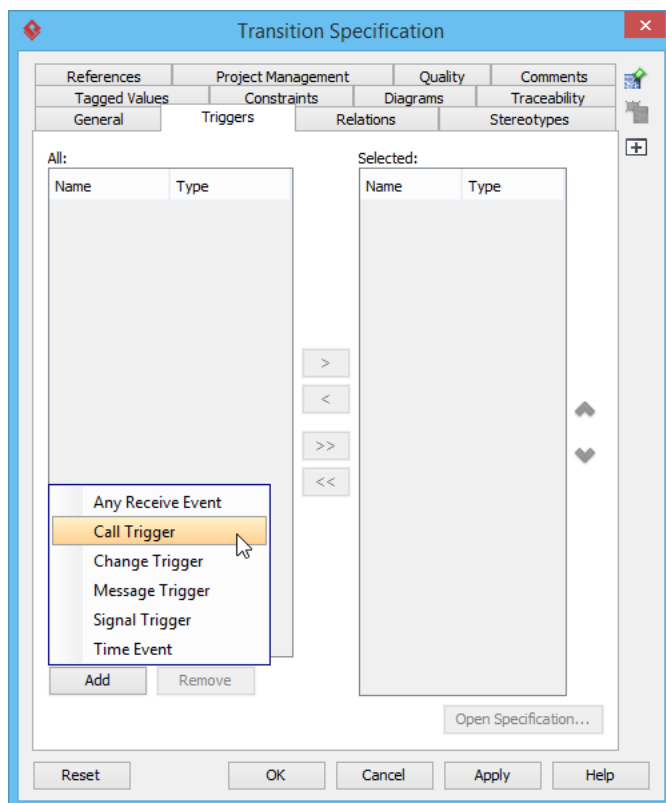 Transition Specification
References Project Management Quality Comments
Tagged Values Constraints Diagrams Traceability
General Triggers Relations Stereotypes
All: Selected:
Name Type Name Type
>
<
>>
<<
Any Receive Event
Call Trigger
Change Trigger
Message Trigger
Signal Trigger
Time Event
Add Remove
Open Specification...
Reset OK Cancel Apply Help